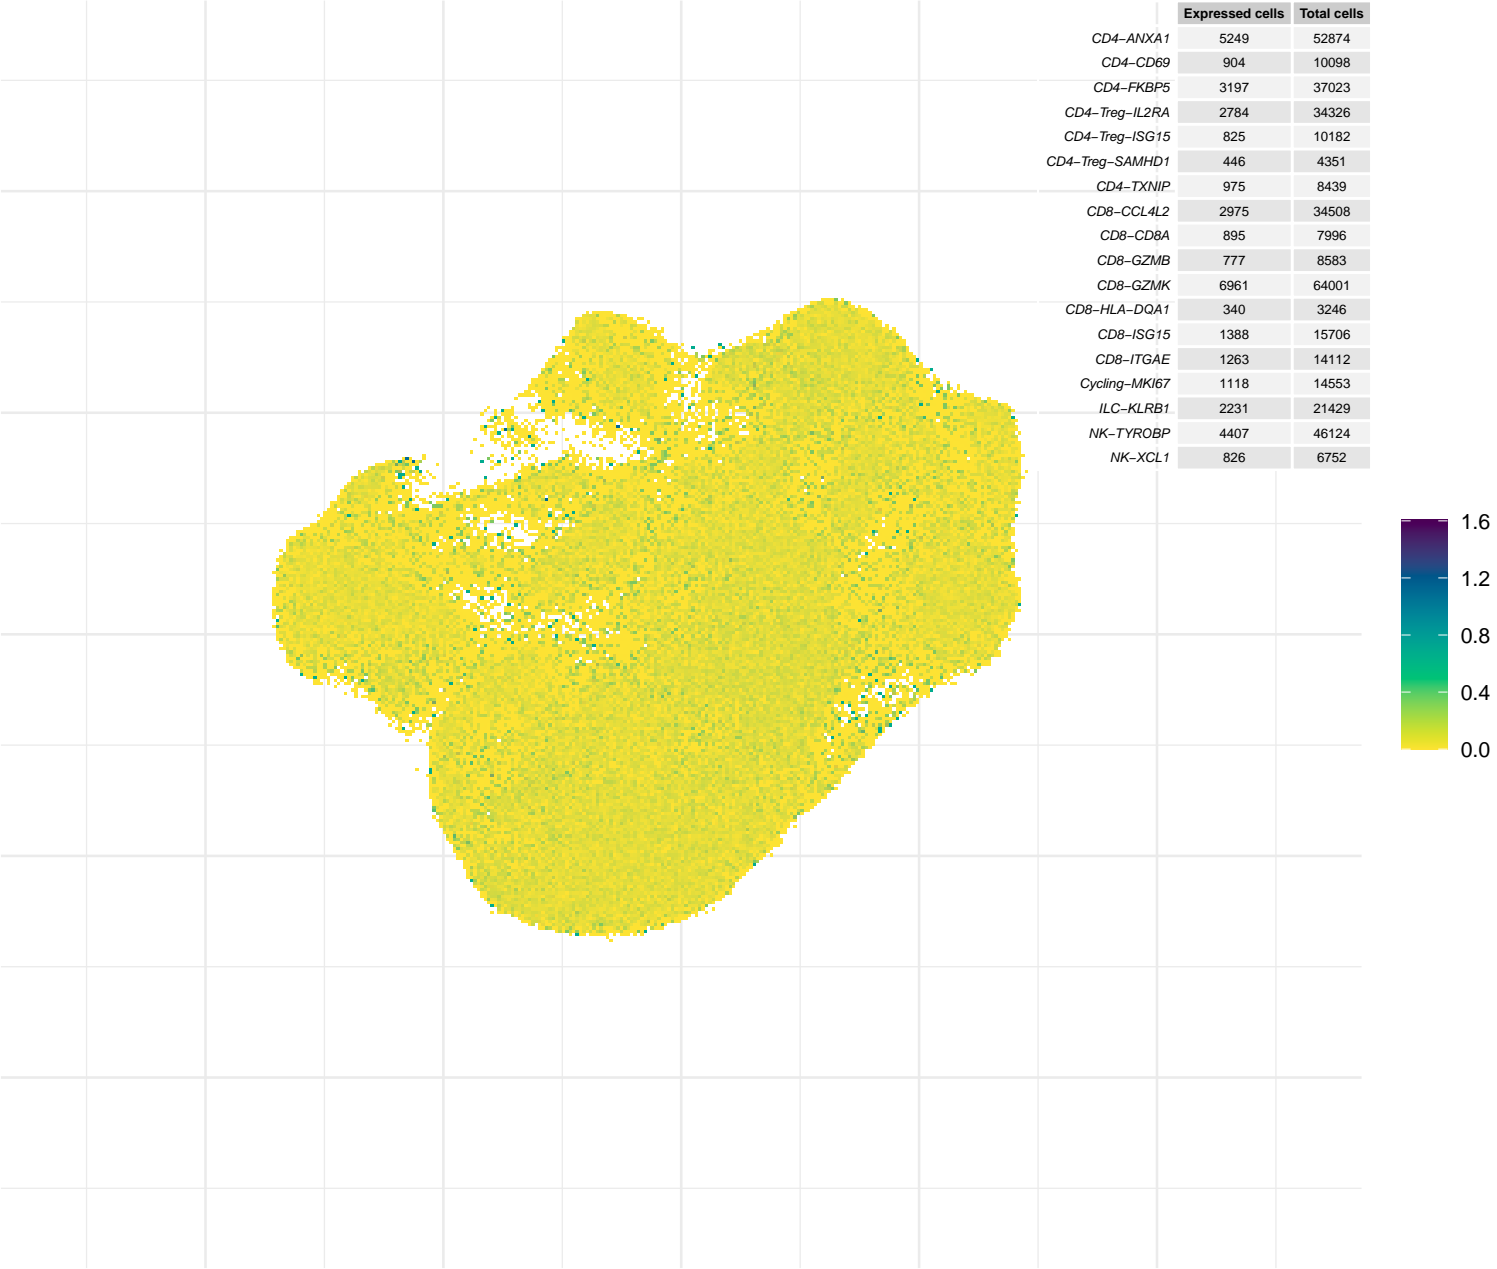 Expressed cells Total cells
CD4−ANXA1 5249 52874
CD4−CD69 904 10098
CD4−FKBP5 3197 37023
CD4−Treg−IL2RA 2784 34326
CD4−Treg−ISG15 825 10182
CD4−Treg−SAMHD1 446 4351
CD4−TXNIP 975 8439
CD8−CCL4L2 2975 34508
CD8−CD8A 895 7996
CD8−GZMB 777 8583
CD8−GZMK 6961 64001
CD8−HLA−DQA1 340 3246
CD8−ISG15 1388 15706
CD8−ITGAE 1263 14112
Cycling−MKI67 1118 14553
ILC−KLRB1 2231 21429
NK−TYROBP 4407 46124
NK−XCL1 826 6752
1.6
1.2
0.8
0.4
0.0